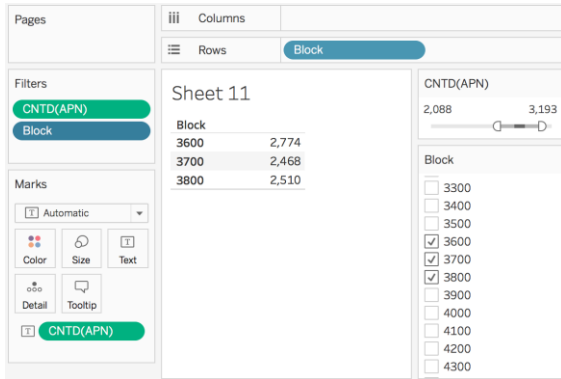 Pages
Columns
Rows
Block
Filters
CNTD(APN)
Block
Marks
T Automatic
Color
Size
T
Text
Detail
Tooltip
T CNTD(APN)
Sheet 11
Block
3600 2,774
3700 2,468
3800 2,510
CNTD(APN)
2,088 3,193
Block
3300
3400
3500
3600
3700
3800
3900
4000
4100
4200
4300